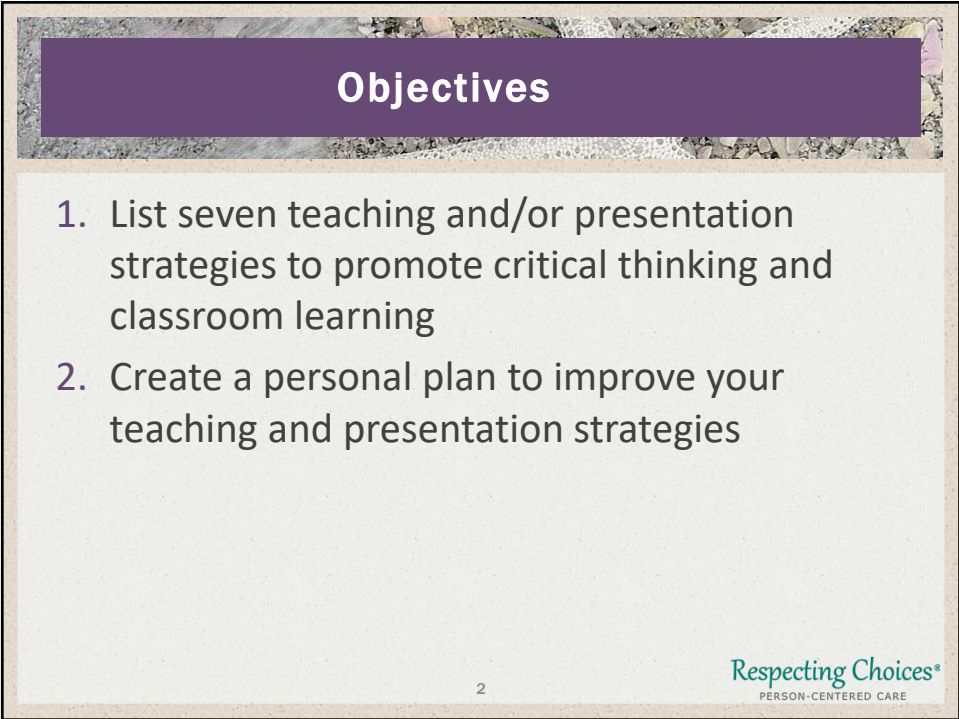 Objectives
1. List seven teaching and/or presentation
strategies to promote critical thinking and
classroom learning
2. Create a personal plan to improve your
teaching and presentation strategies
2
Respecting Choices®
PERSON-CENTERED CARE